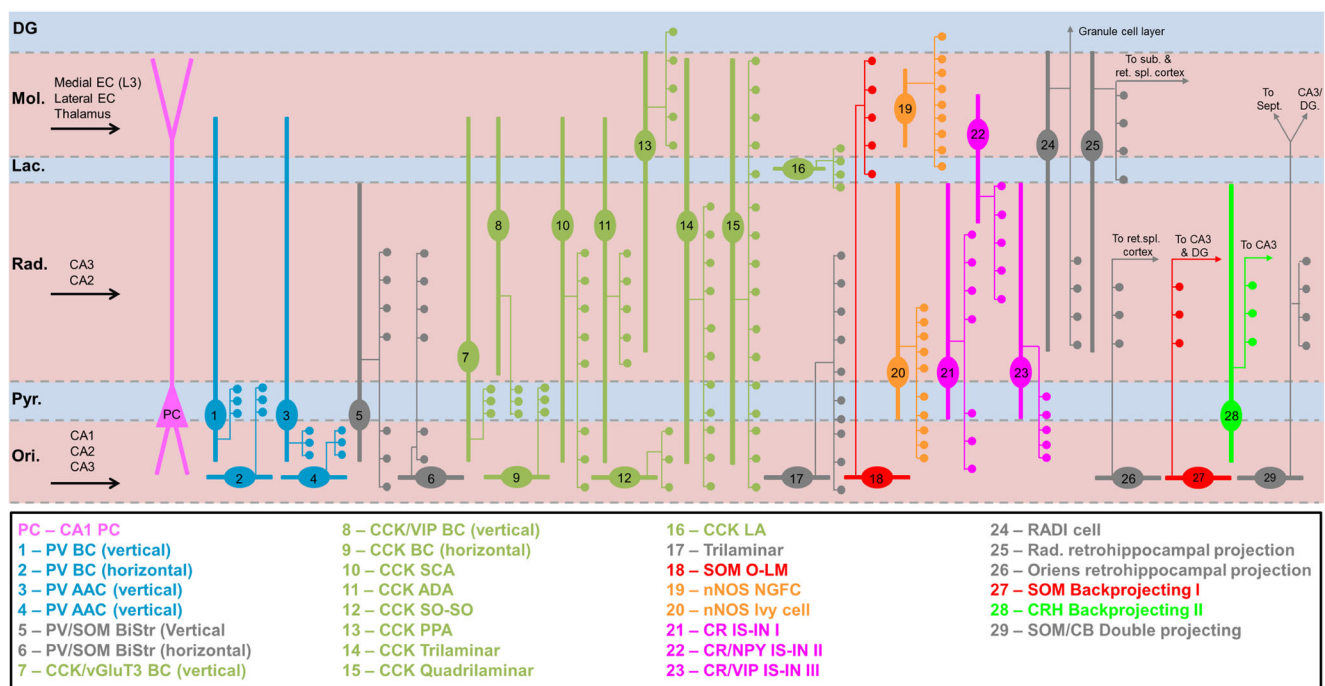 DG
Granule cell layer
To sub. &
ret. spl. cortex
Mol.
Medial EC (L3)
Lateral EC
Thalamus
To
Sept.
CA3/
DG.
19
22
13
24
25
Lac.
16
Rad.
CA3
CA2
8
10
11
14
15
To ret.spl.
cortex
To CA3
& DG
To CA3
7
20
21
23
Pyr.
PC
1
3
5
28
Ori.
CA1
CA2
CA3
2
4
6
9
12
17
18
26
27
29
PC – CA1 PC
1 – PV BC (vertical)
2 – PV BC (horizontal)
3 – PV AAC (vertical)
4 – PV AAC (vertical)
5 – PV/SOM BiStr (Vertical
6 – PV/SOM BiStr (horizontal)
7 – CCK/vGluT3 BC (vertical)
8 – CCK/VIP BC (vertical)
9 – CCK BC (horizontal)
10 – CCK SCA
11 – CCK ADA
12 – CCK SO-SO
13 – CCK PPA
14 – CCK Trilaminar
15 – CCK Quadrilaminar
16 – CCK LA
17 – Trilaminar
18 – SOM O-LM
19 – nNOS NGFC
20 – nNOS Ivy cell
21 – CR IS-IN I
22 – CR/NPY IS-IN II
23 – CR/VIP IS-IN III
24 – RADI cell
25 – Rad. retrohippocampal projection
26 – Oriens retrohippocampal projection
27 – SOM Backprojecting I
28 – CRH Backprojecting II
29 – SOM/CB Double projecting